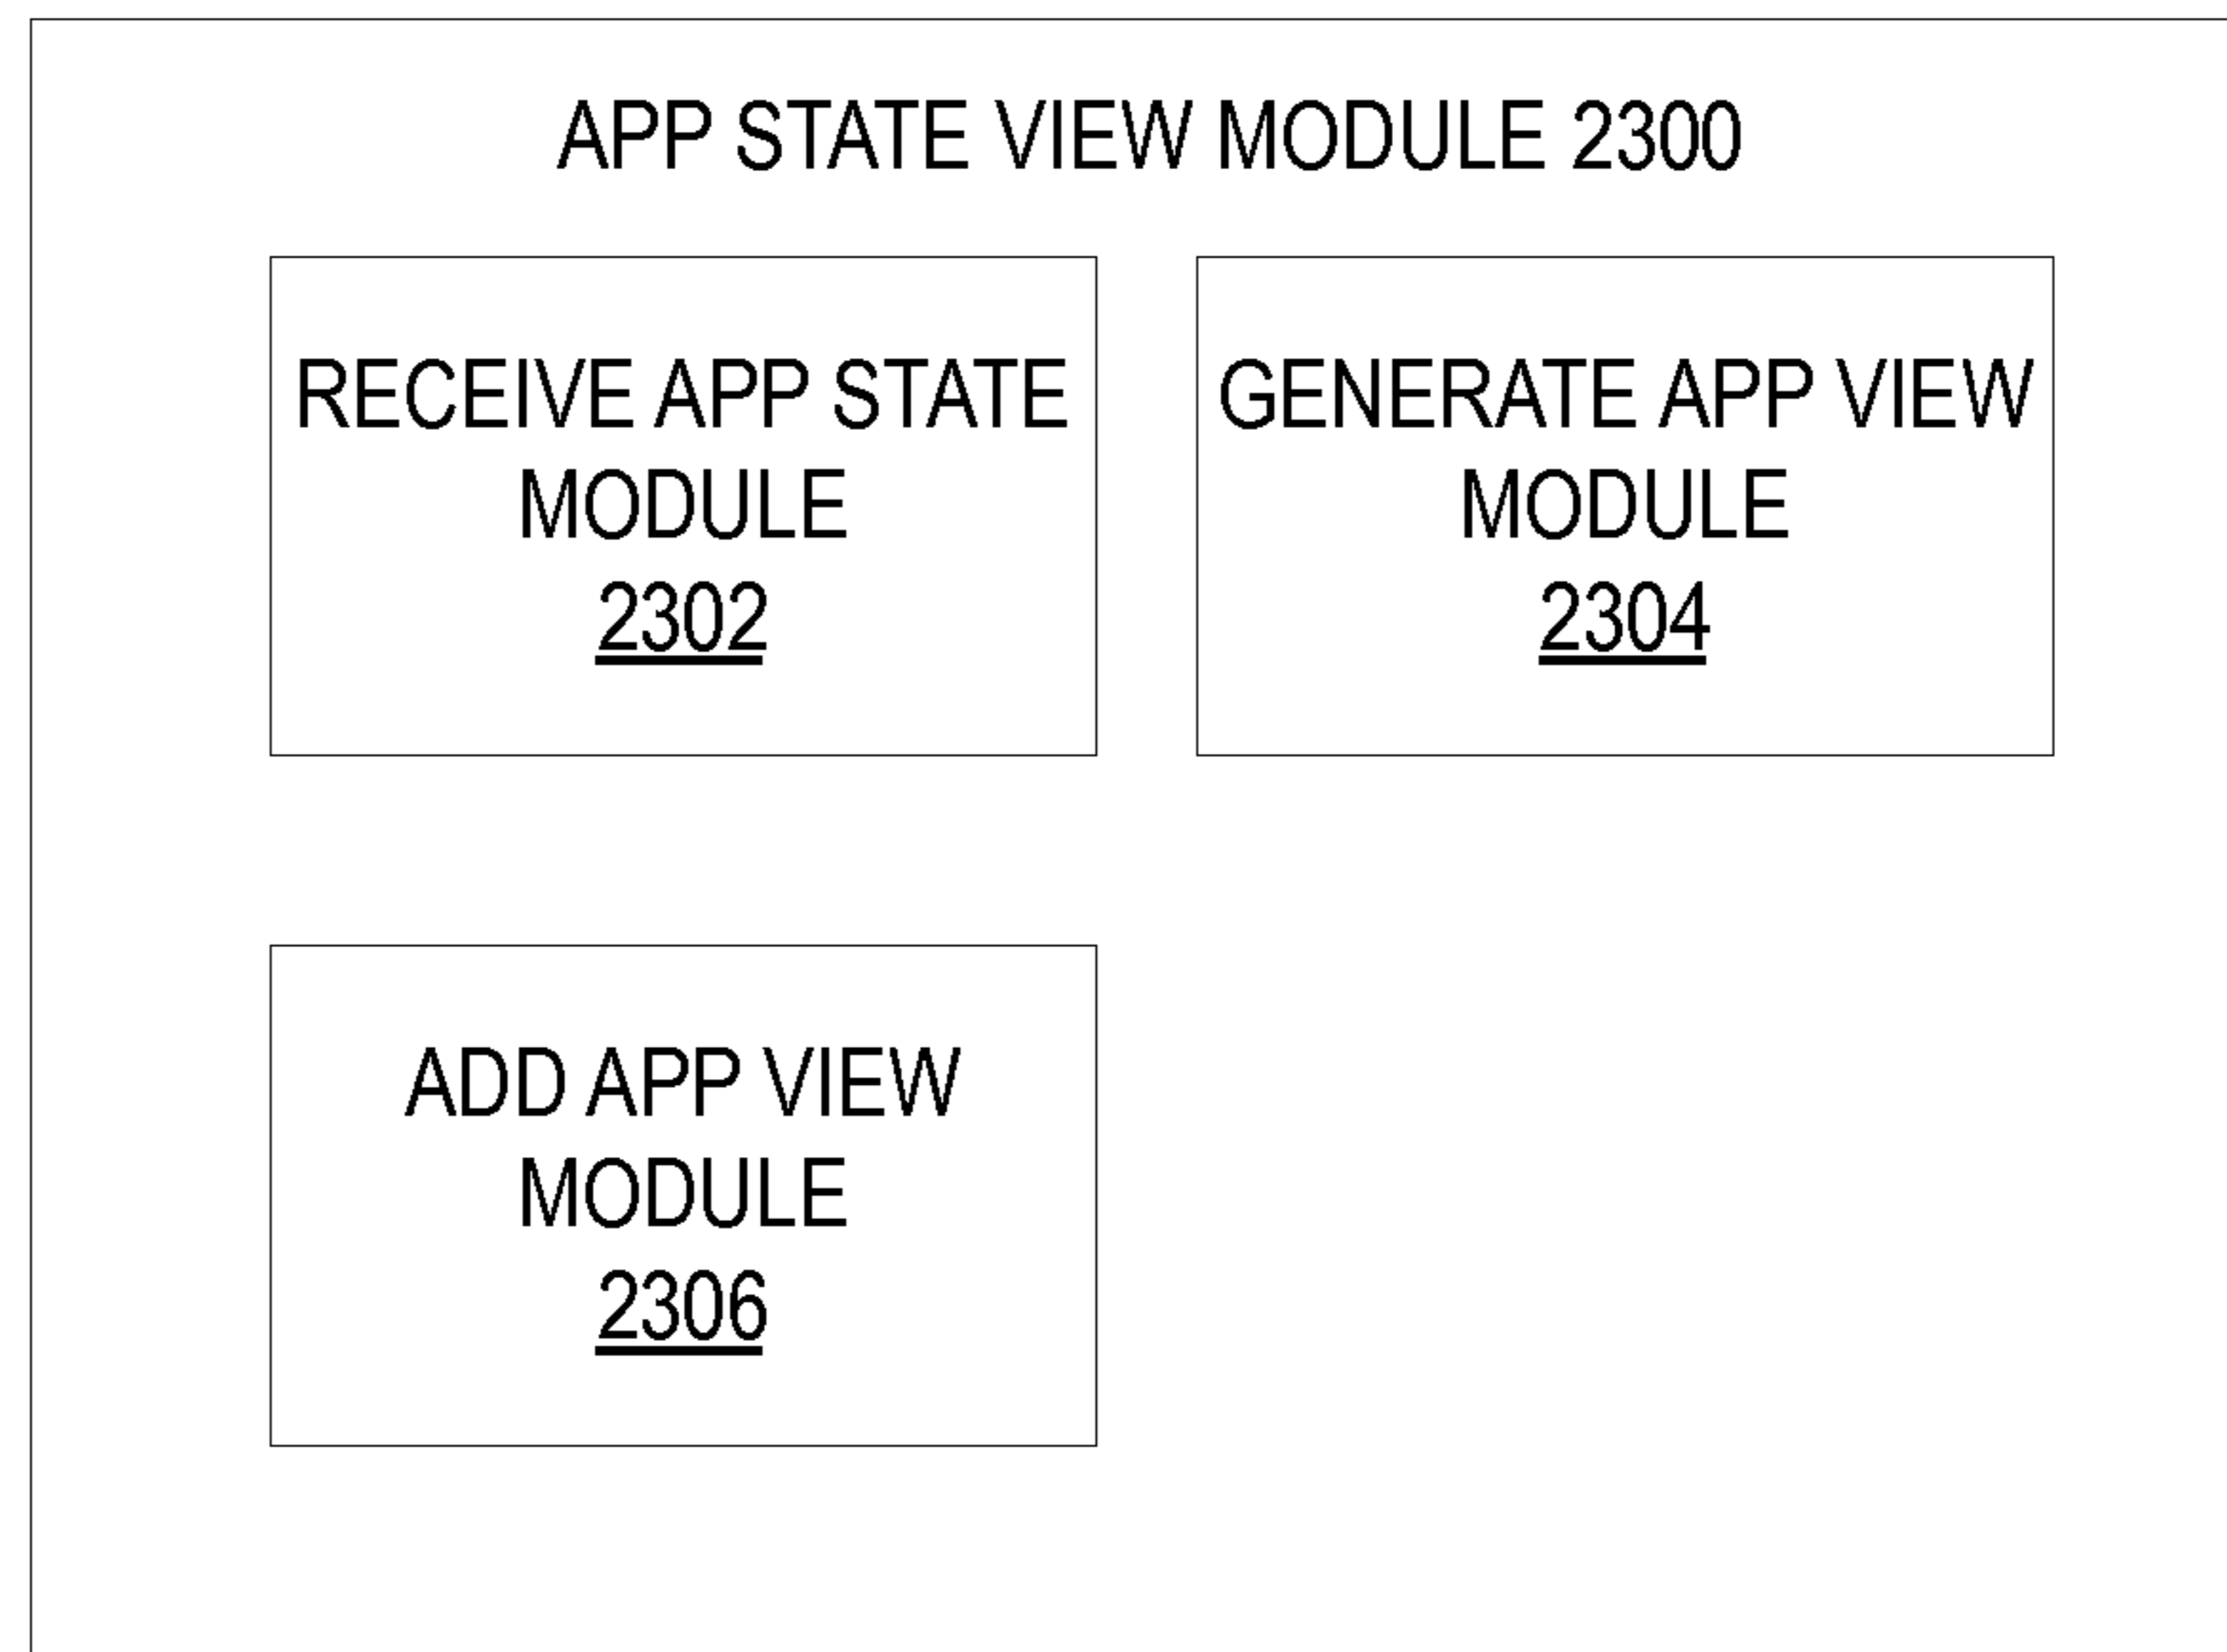 APP STATE VIEW MODULE 2300
RECEIVE APP STATE
MODULE
2302
GENERATE APP VIEW
MODULE
2304
ADD APP VIEW
MODULE
2306